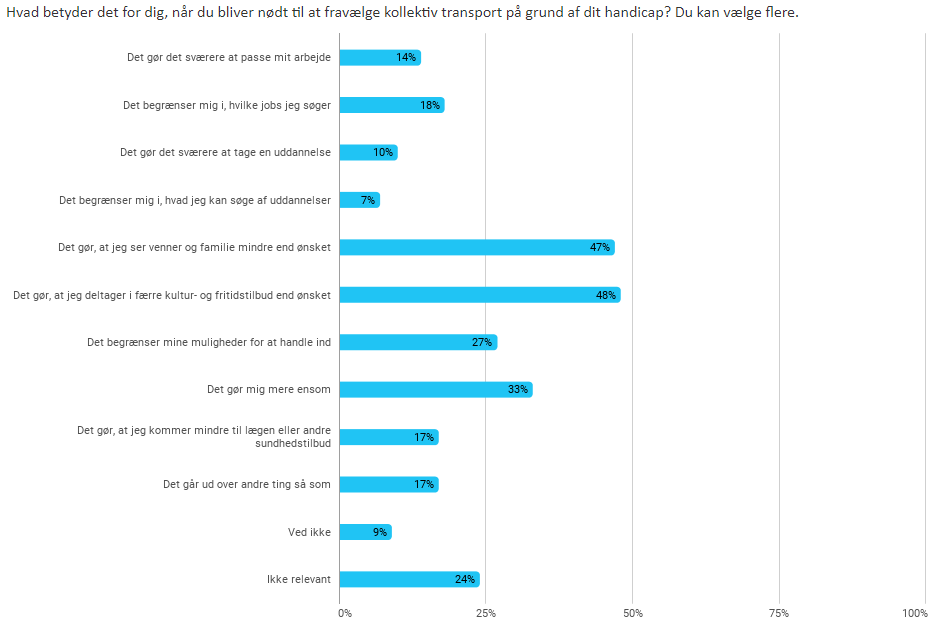 Hvad betyder det for dig, når du bliver nødt til at fravælge kollektiv transport på grund af dit handicap? Du kan vælge flere.
Det gør det sværere at passe mit arbejde
14%
Det begrænser mig i, hvilke jobs jeg søger
18%
Det gør det sværere at tage en uddannelse
10%
Det begrænser mig i, hvad jeg kan søge af uddannelser
7%
Det gør, at jeg ser venner og familie mindre end ønsket
47%
Det gør, at jeg deltager i færre kultur- og fritidstilbud end ønsket
48%
Det begrænser mine muligheder for at handle ind
27%
Det gør mig mere ensom
33%
Det gør, at jeg kommer mindre til lægen eller andre
sundhedstilbud
17%
Det går ud over andre ting så som
17%
Ved ikke
9%
Ikke relevant
24%
0% 25% 50% 75% 100%